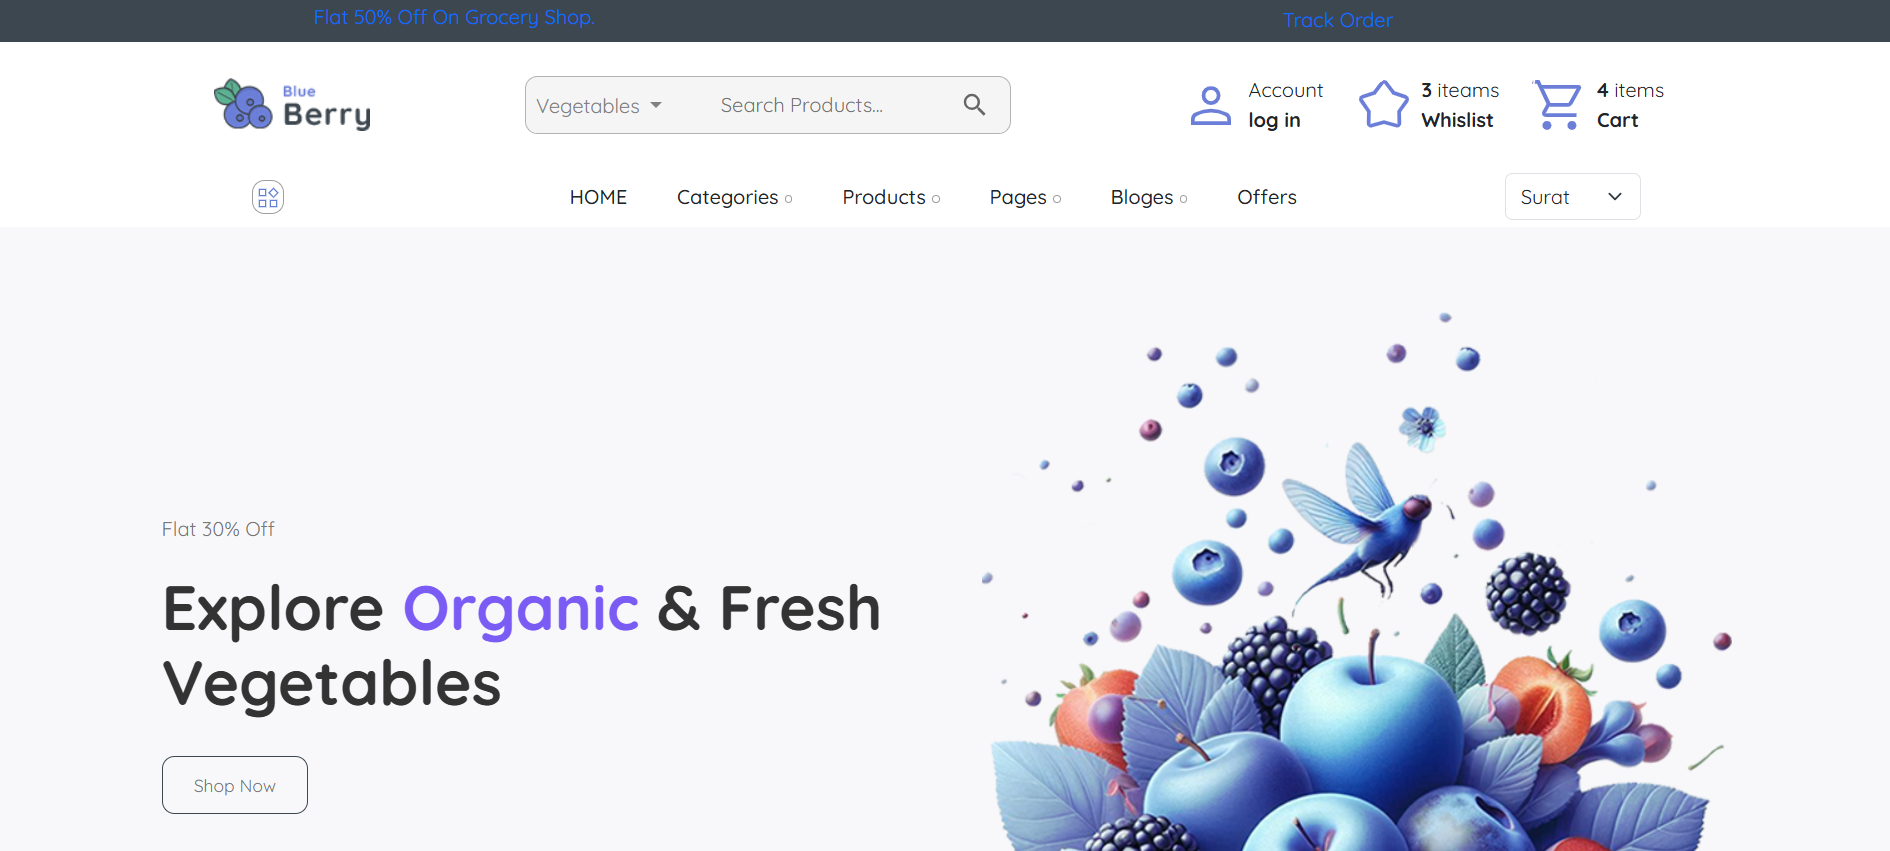 Flat 50% Off On Grocery Shop.
Track Order
Blue
Berry
Vegetables
Search Products...
Account
log in
3 iteams
Whislist
4 items
Cart
HOME
Categories
Products
Pages
Bloges
Offers
Surat
Flat 30% Off
Explore Organic & Fresh
Vegetables
Shop Now